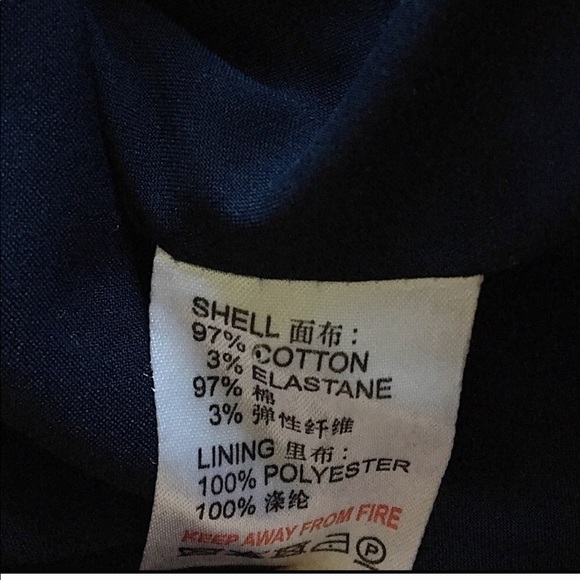 SHELL 面布：
97% COTTON
3% ELASTANE
97% 棉
3% 弹性纤维
LINING 里布：
100% POLYESTER
100% 涤纶
KEEP AWAY FROM FIRE
P